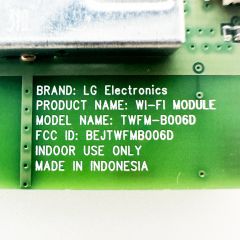 BRAND: LG Electronics
PRODUCT NAME: WI-FI MODULE
MODEL NAME: TWFM-B006D
FCC ID: BEJTWFMB006D
INDOOR USE ONLY
MADE IN INDONESIA